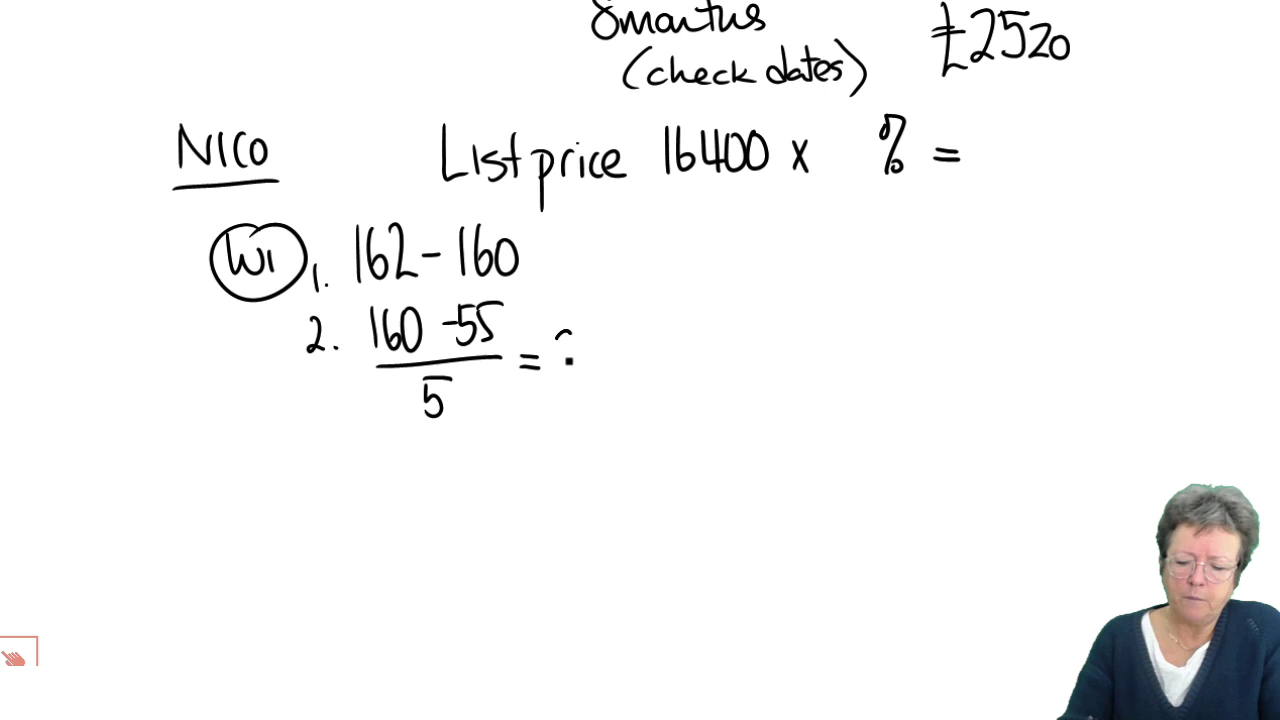 8 months
(check dates) £2520
NICO List price 16400 x % =
W1 1. 162 - 160
2. 160 - 55
5 =